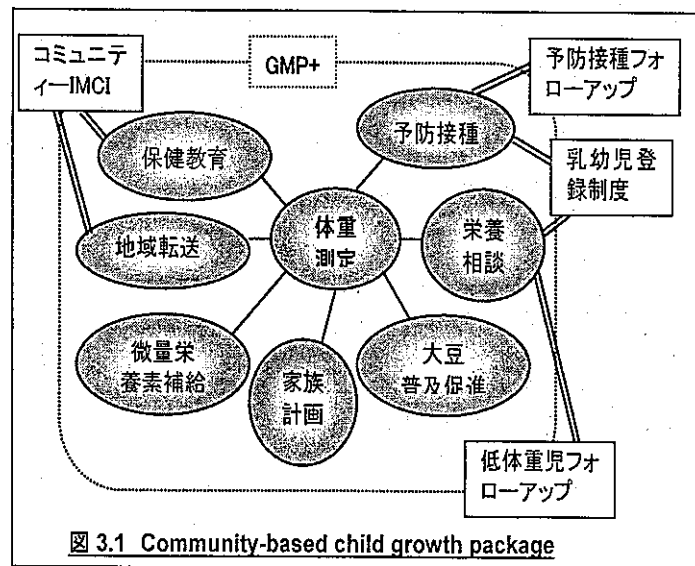 コミュニテ
ィーIMCI
GMP+
予防接種フォ
ローアップ
保健教育
予防接種
乳幼児登
録制度
地域転送
体重
測定
栄養
相談
微量栄
養素補給
家族
計画
大豆
普及促進
低体重児フォ
ローアップ
図 3.1 Community-based child growth package